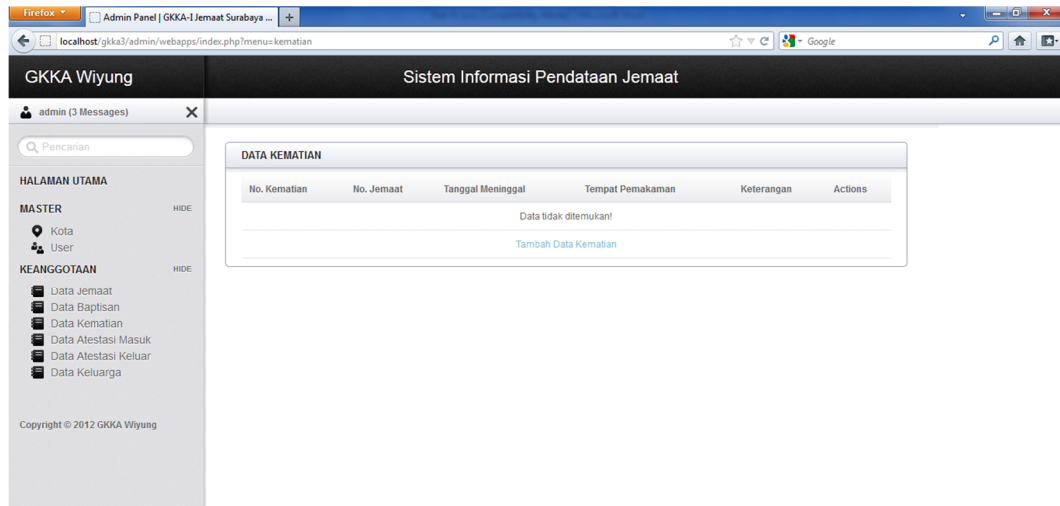 Firefox
Admin Panel | GKKA-I Jemaat Surabaya ...
localhost/gkka3/admin/webapps/index.php?menu=kematian
Google
GKKA Wiyung
Sistem Informasi Pendataan Jemaat
admin (3 Messages)
Pencarian
HALAMAN UTAMA
MASTER HIDE
Kota
User
KEANGGOTAAN HIDE
Data Jemaat
Data Baptisan
Data Kematian
Data Atestasi Masuk
Data Atestasi Keluar
Data Keluarga
Copyright © 2012 GKKA Wiyung
DATA KEMATIAN
No. Kematian No. Jemaat Tanggal Meninggal Tempat Pemakaman Keterangan Actions
Data tidak ditemukan!
Tambah Data Kematian